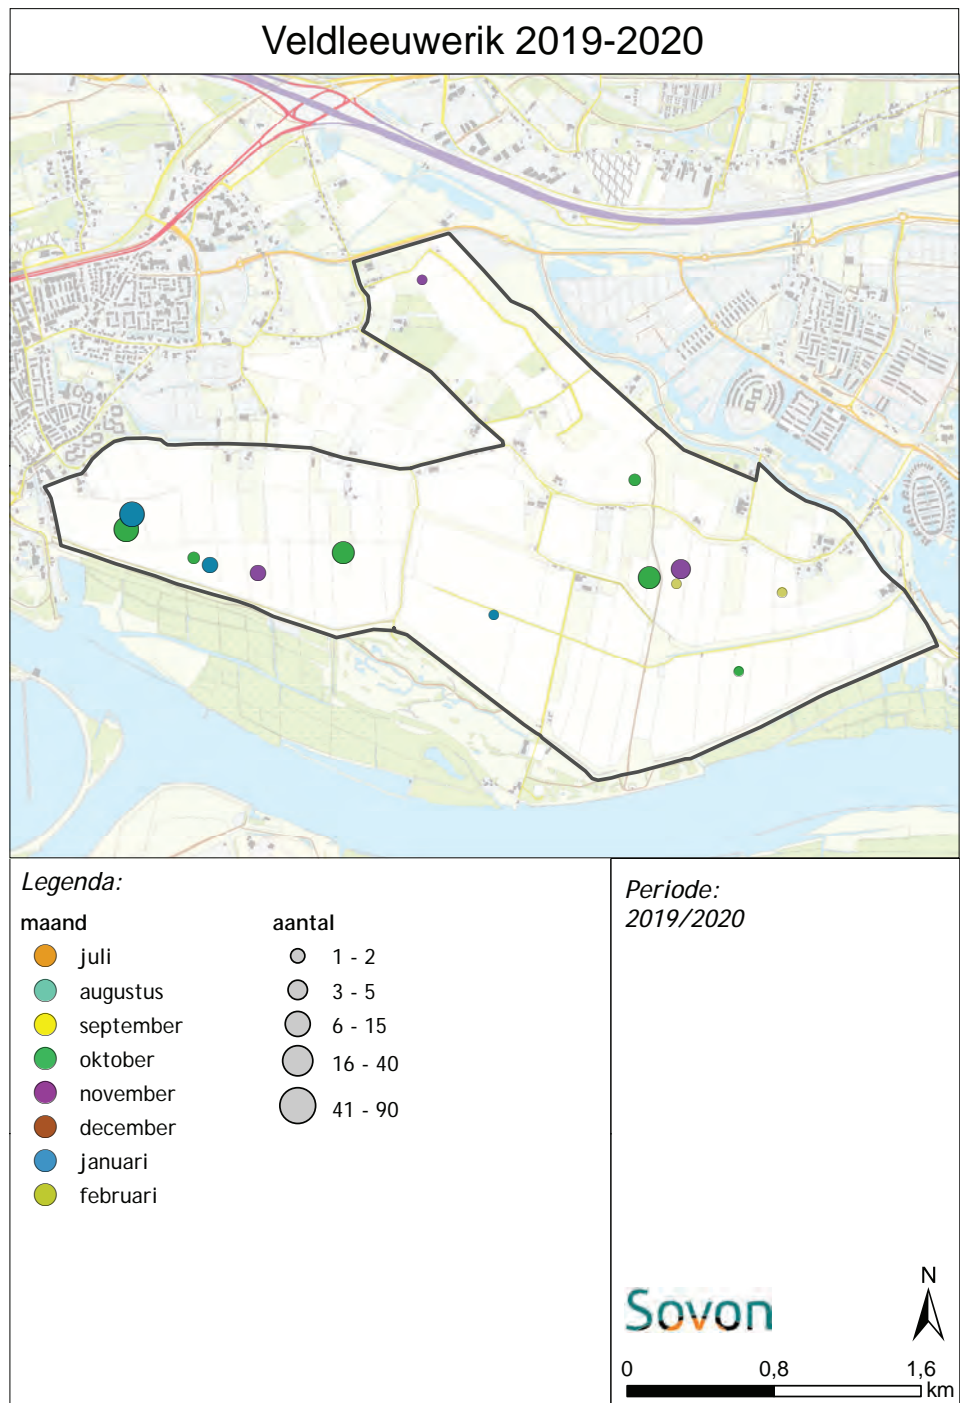 Veldleeuwerik 2019-2020
Legenda:
maand
juli
augustus
september
oktober
november
december
januari
februari
aantal
1 - 2
3 - 5
6 - 15
16 - 40
41 - 90
Periode:
2019/2020
Sovon
N
0 0,8 1,6
km